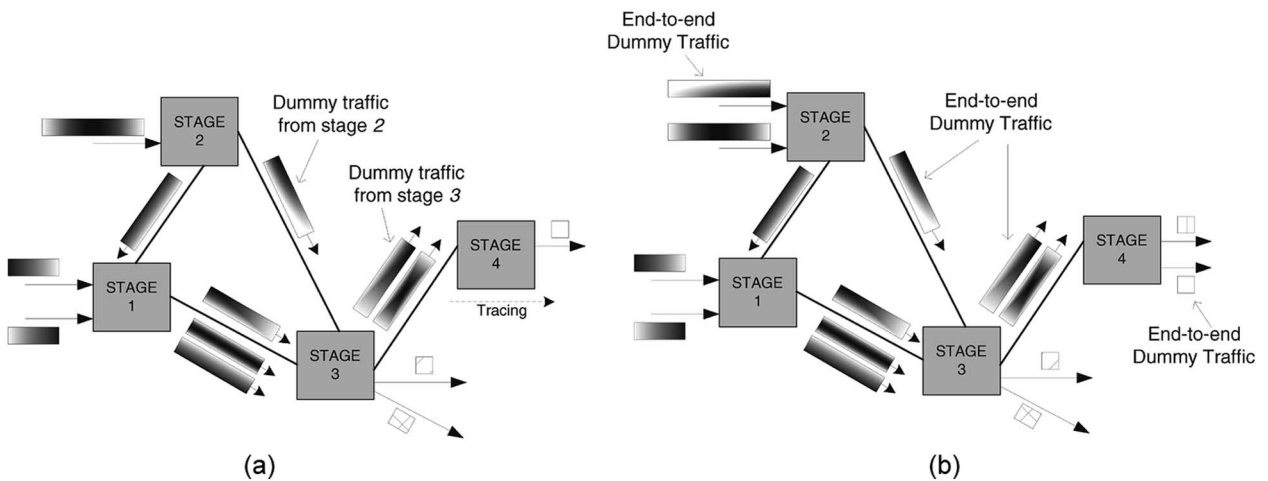 STAGE
2
Dummy traffic
from stage 2
Dummy traffic
from stage 3
STAGE
4
Tracing
STAGE
1
STAGE
3
(a)
End-to-end
Dummy Traffic
STAGE
2
End-to-end
Dummy Traffic
STAGE
4
STAGE
1
End-to-end
Dummy Traffic
STAGE
3
(b)